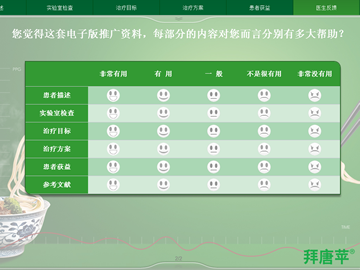 述
实验室检查
治疗目标
治疗方案
患者获益
医生反馈
您觉得这套电子版推广资料，每部分的内容对您而言分别有多大帮助？
非常有用
有 用
一 般
不是很有用
非常没有用
患者描述
实验室检查
治疗目标
治疗方案
患者获益
参考文献
拜唐苹®